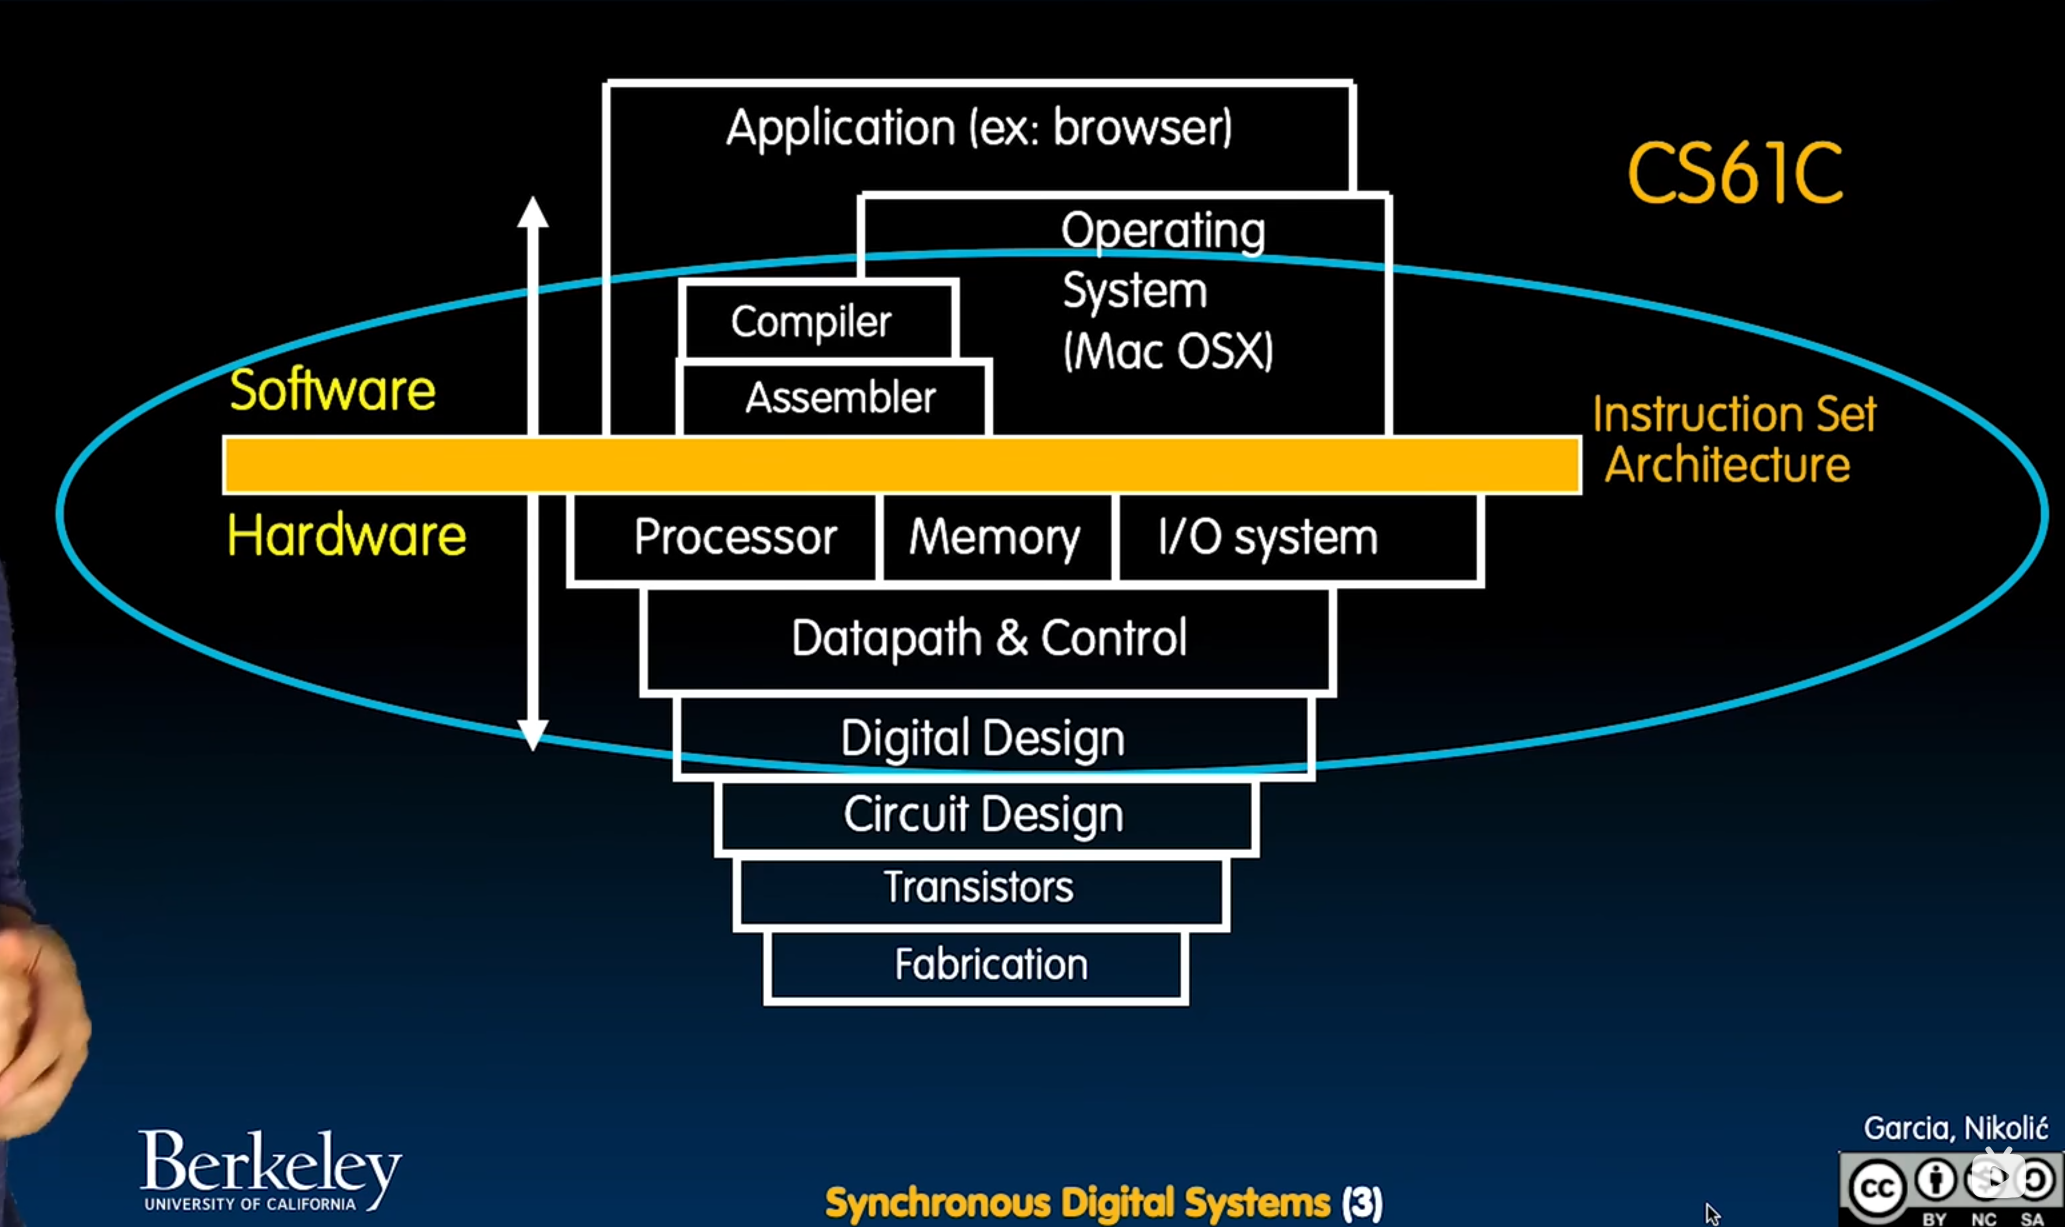 Application (ex: browser)
CS61C
Operating
System
(Mac OSX)
Compiler
Assembler
Software
Instruction Set
Architecture
Hardware
Processor
Memory
I/O system
Datapath & Control
Digital Design
Circuit Design
Transistors
Fabrication
Garcia, Nikolić
Berkeley
UNIVERSITY OF CALIFORNIA
Synchronous Digital Systems (3)
cc
BY NC SA